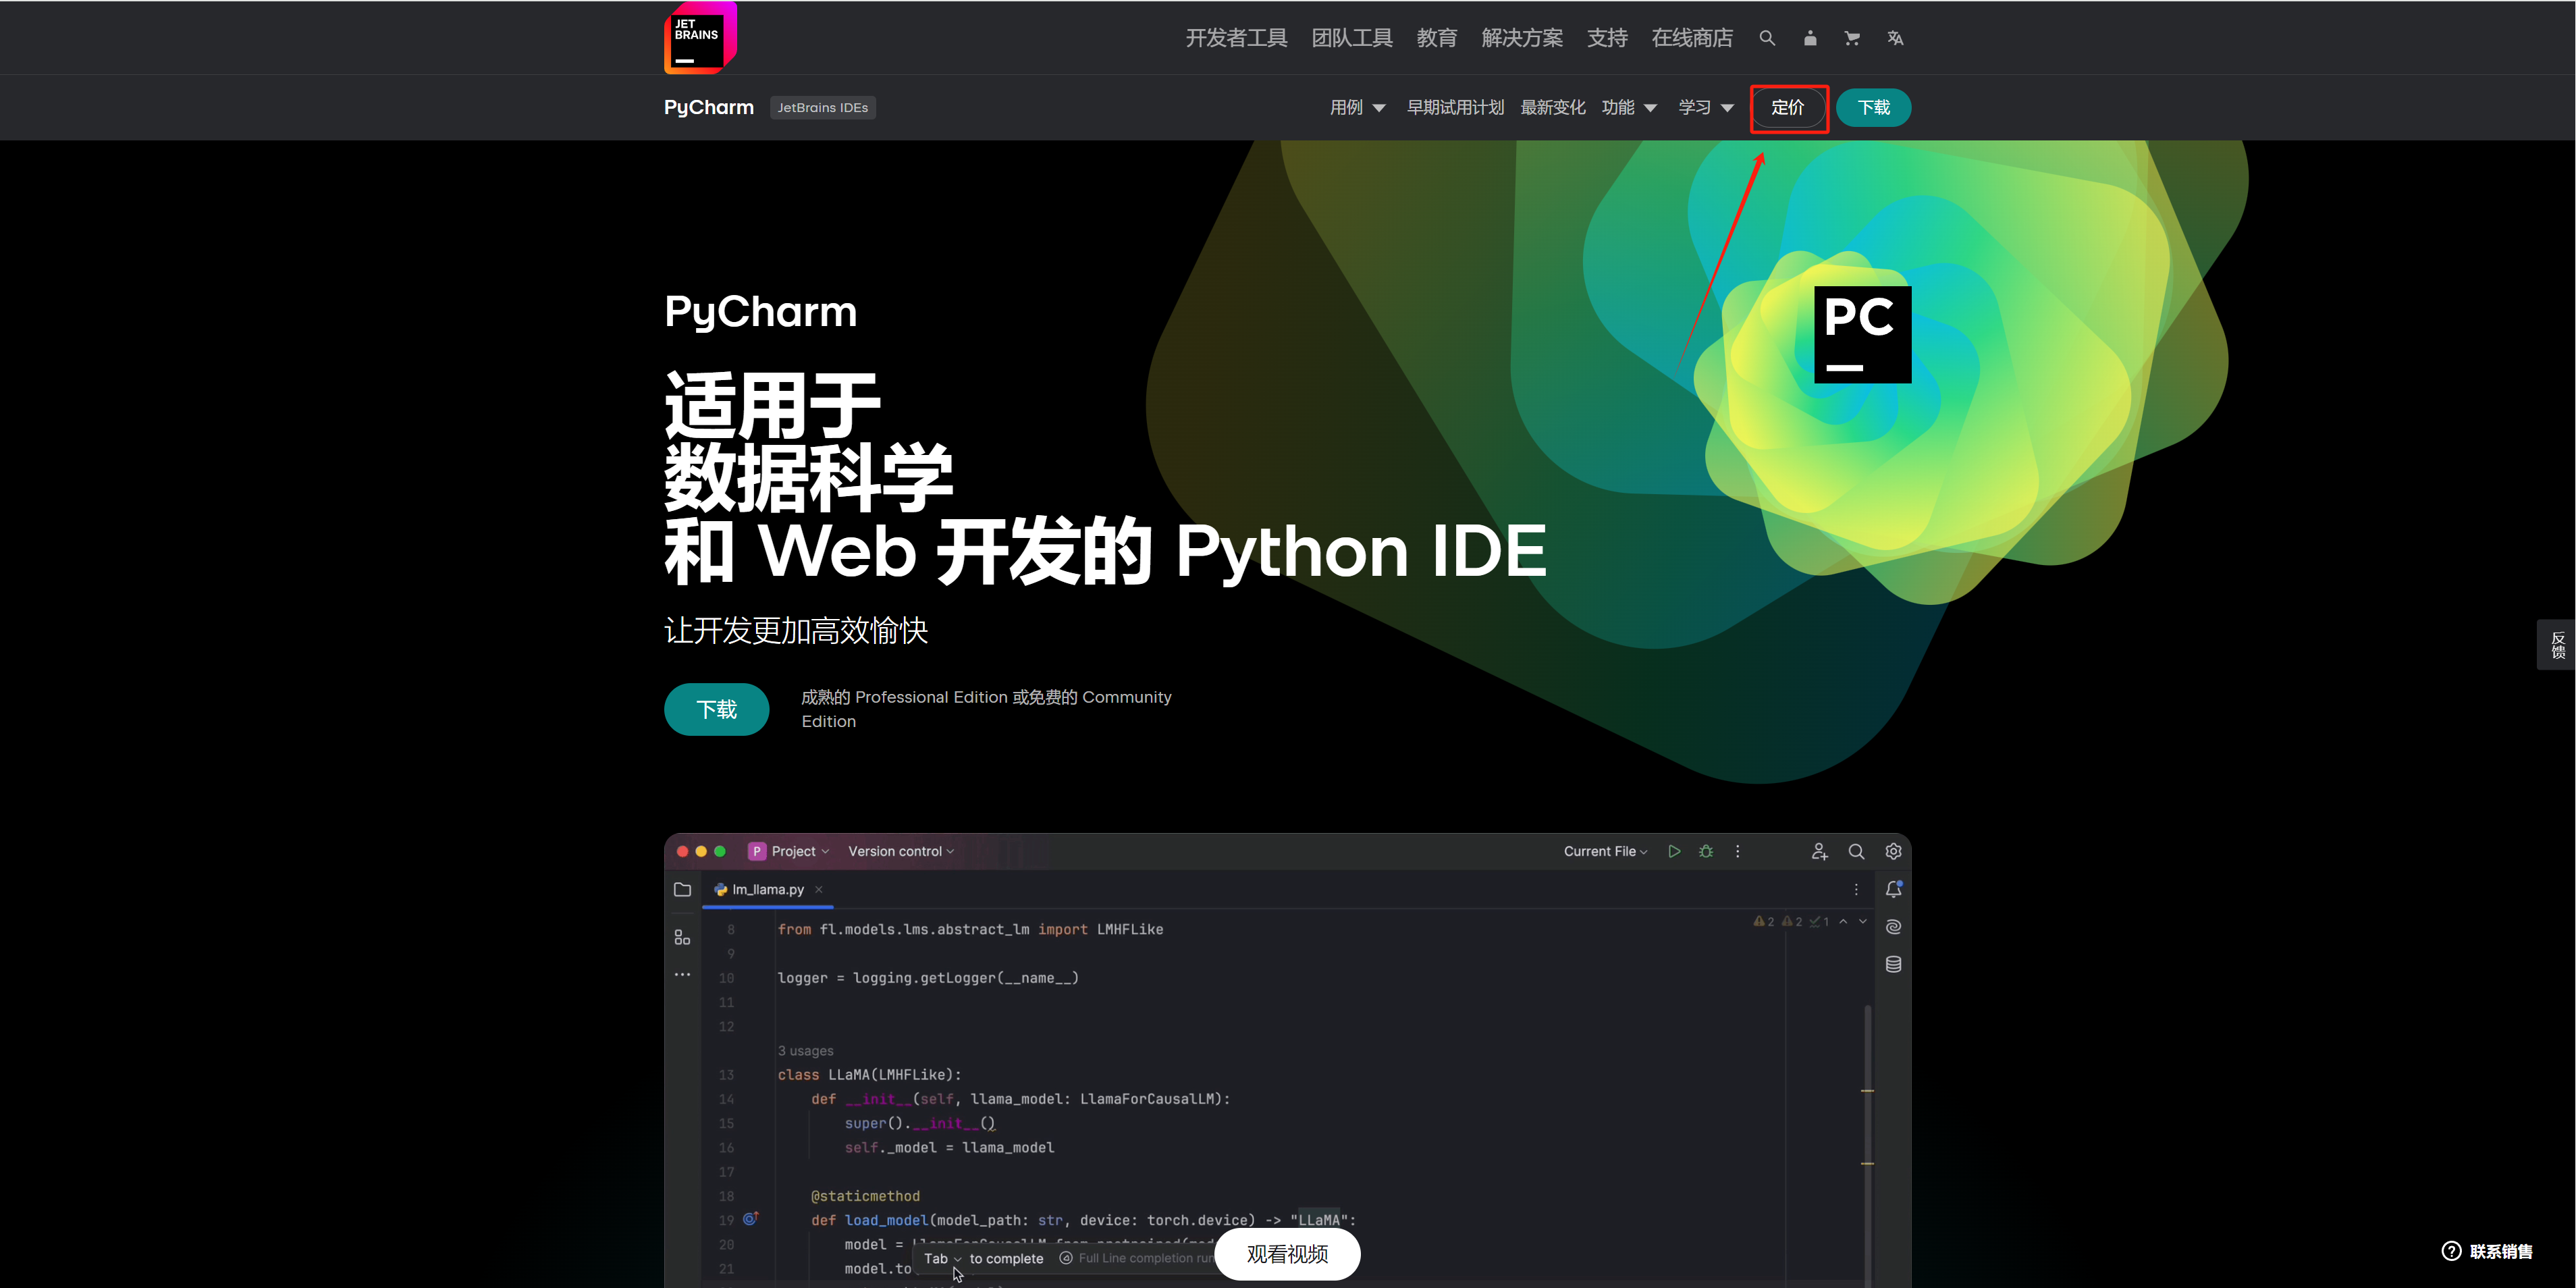 JET
BRAINS
开发者工具 团队工具 教育 解决方案 支持 在线商店
PyCharm JetBrains IDEs 用例 早期试用计划 最新变化 功能 学习 定价 下载
PC
PyCharm
适用于
数据科学
和 Web 开发的 Python IDE
让开发更加高效愉快
下载 成熟的 Professional Edition 或免费的 Community
Edition
反馈
P Project Version control Current File
lm_llama.py
2 2 1
8 from fl.models.lms.abstract_lm import LMHFLike
9
10 logger = logging.getLogger(__name__)
11
12
3 usages
13 class LLaMA(LMHFLike):
14 def __init__(self, llama_model: LlamaForCausalLM):
15 super().__init__()
16 self._model = llama_model
17
18 @staticmethod
19 def load_model(model_path: str, device: torch.device) -> "LLaMA":
20 model =
Tab to complete Full Line completion run
21 model.to
观看视频
联系销售